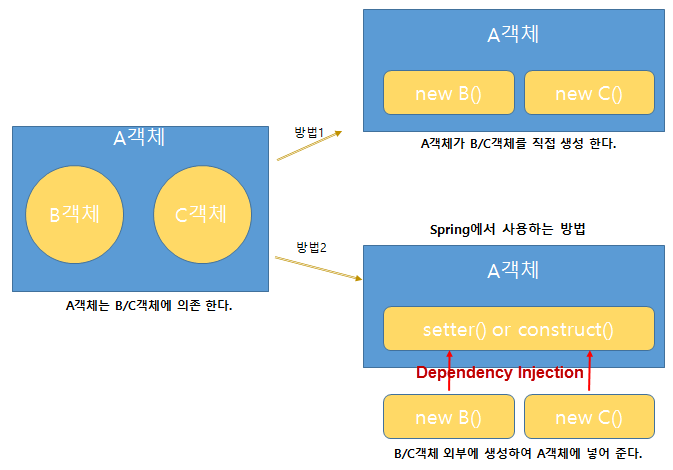 A객체
B객체
C객체
A객체는 B/C객체에 의존 한다.
방법1
A객체
new B()
new C()
A객체가 B/C객체를 직접 생성 한다.
방법2
Spring에서 사용하는 방법
A객체
setter() or construct()
Dependency Injection
new B()
new C()
B/C객체 외부에 생성하여 A객체에 넣어 준다.